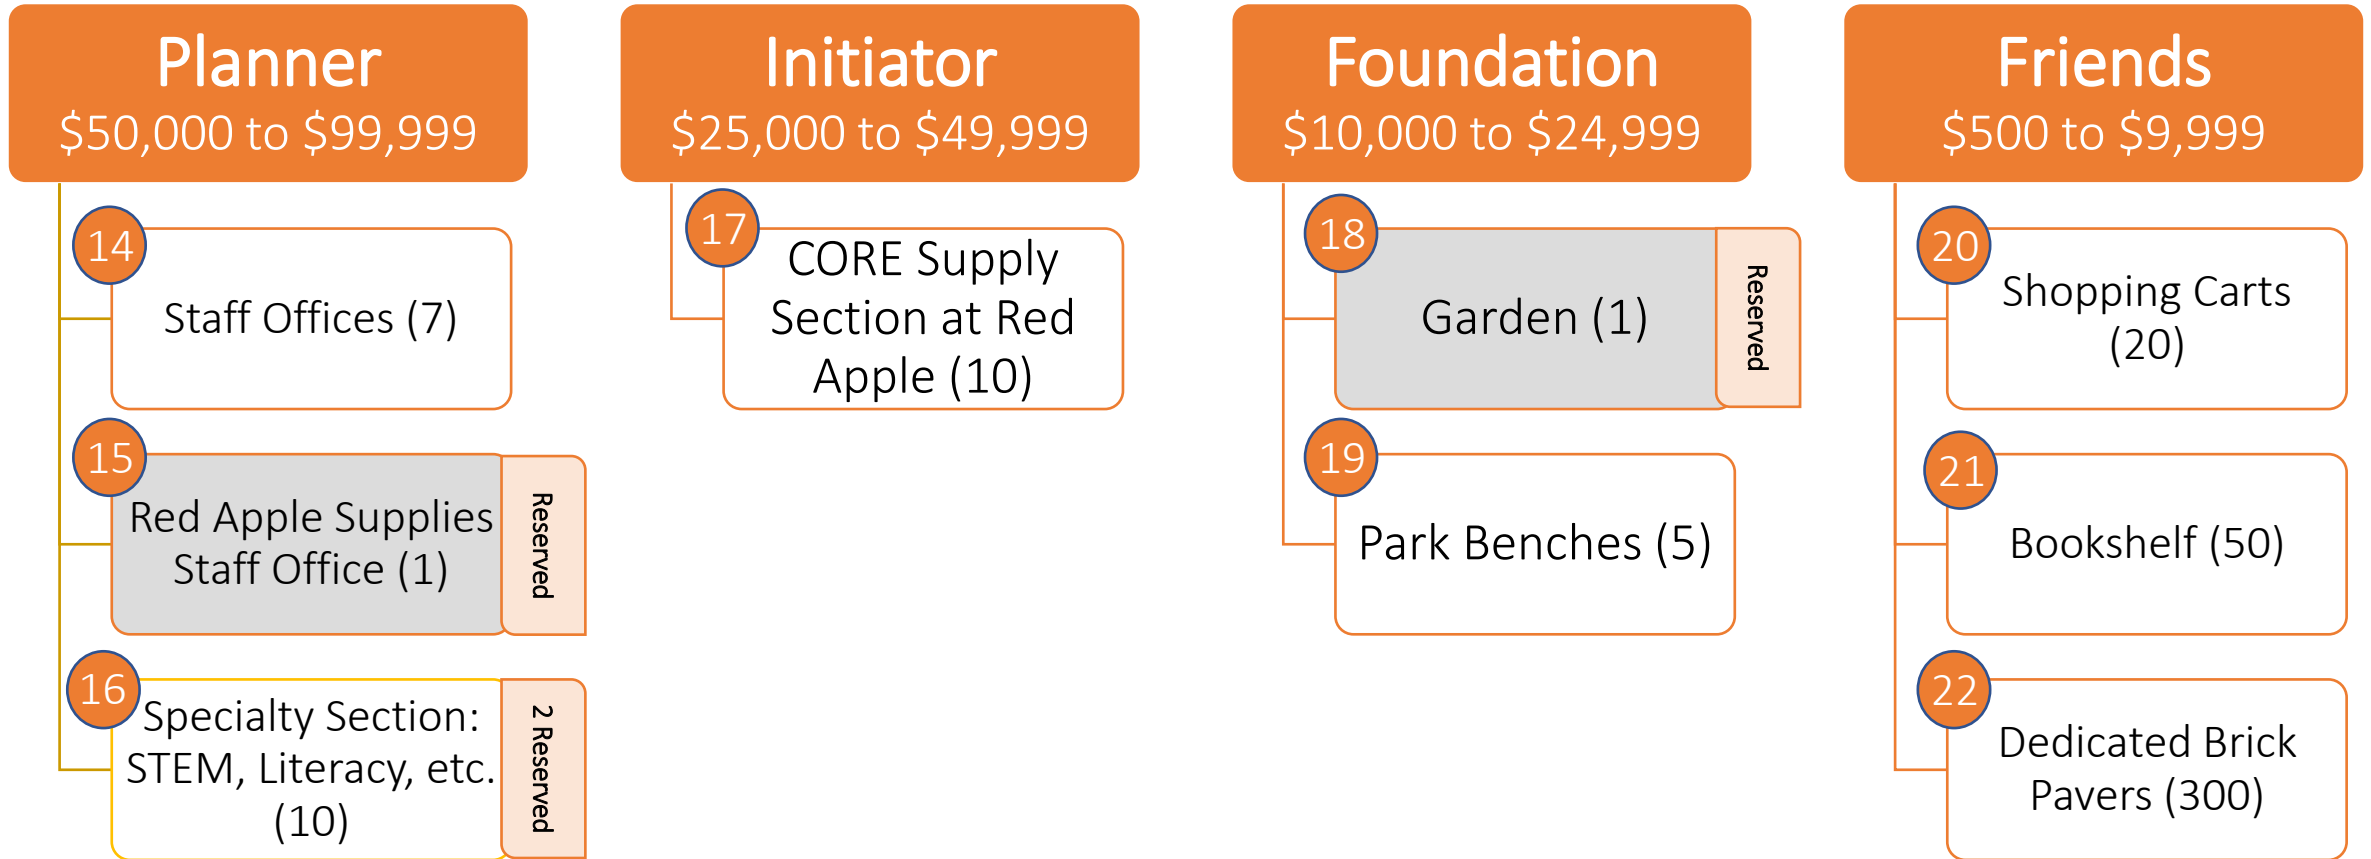 Planner
$50,000 to $99,999
14
Staff Offices (7)
15
Red Apple Supplies
Staff Office (1)
Reserved
16
Specialty Section:
STEM, Literacy, etc.
(10)
2 Reserved
Initiator
$25,000 to $49,999
17
CORE Supply
Section at Red
Apple (10)
Foundation
$10,000 to $24,999
18
Garden (1)
Reserved
19
Park Benches (5)
Friends
$500 to $9,999
20
Shopping Carts
(20)
21
Bookshelf (50)
22
Dedicated Brick
Pavers (300)